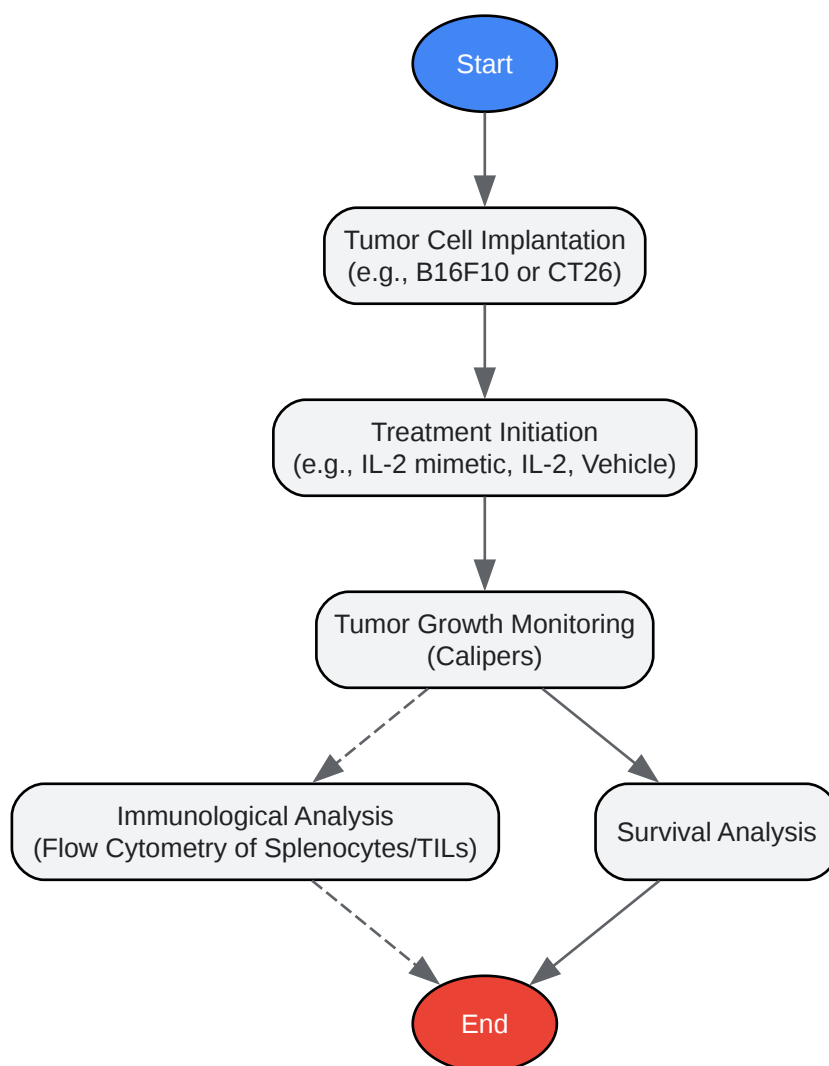 Start
Tumor Cell Implantation
(e.g., B16F10 or CT26)
Treatment Initiation
(e.g., IL-2 mimetic, IL-2, Vehicle)
Tumor Growth Monitoring
(Calipers)
Immunological Analysis
(Flow Cytometry of Splenocytes/TILs)
Survival Analysis
End